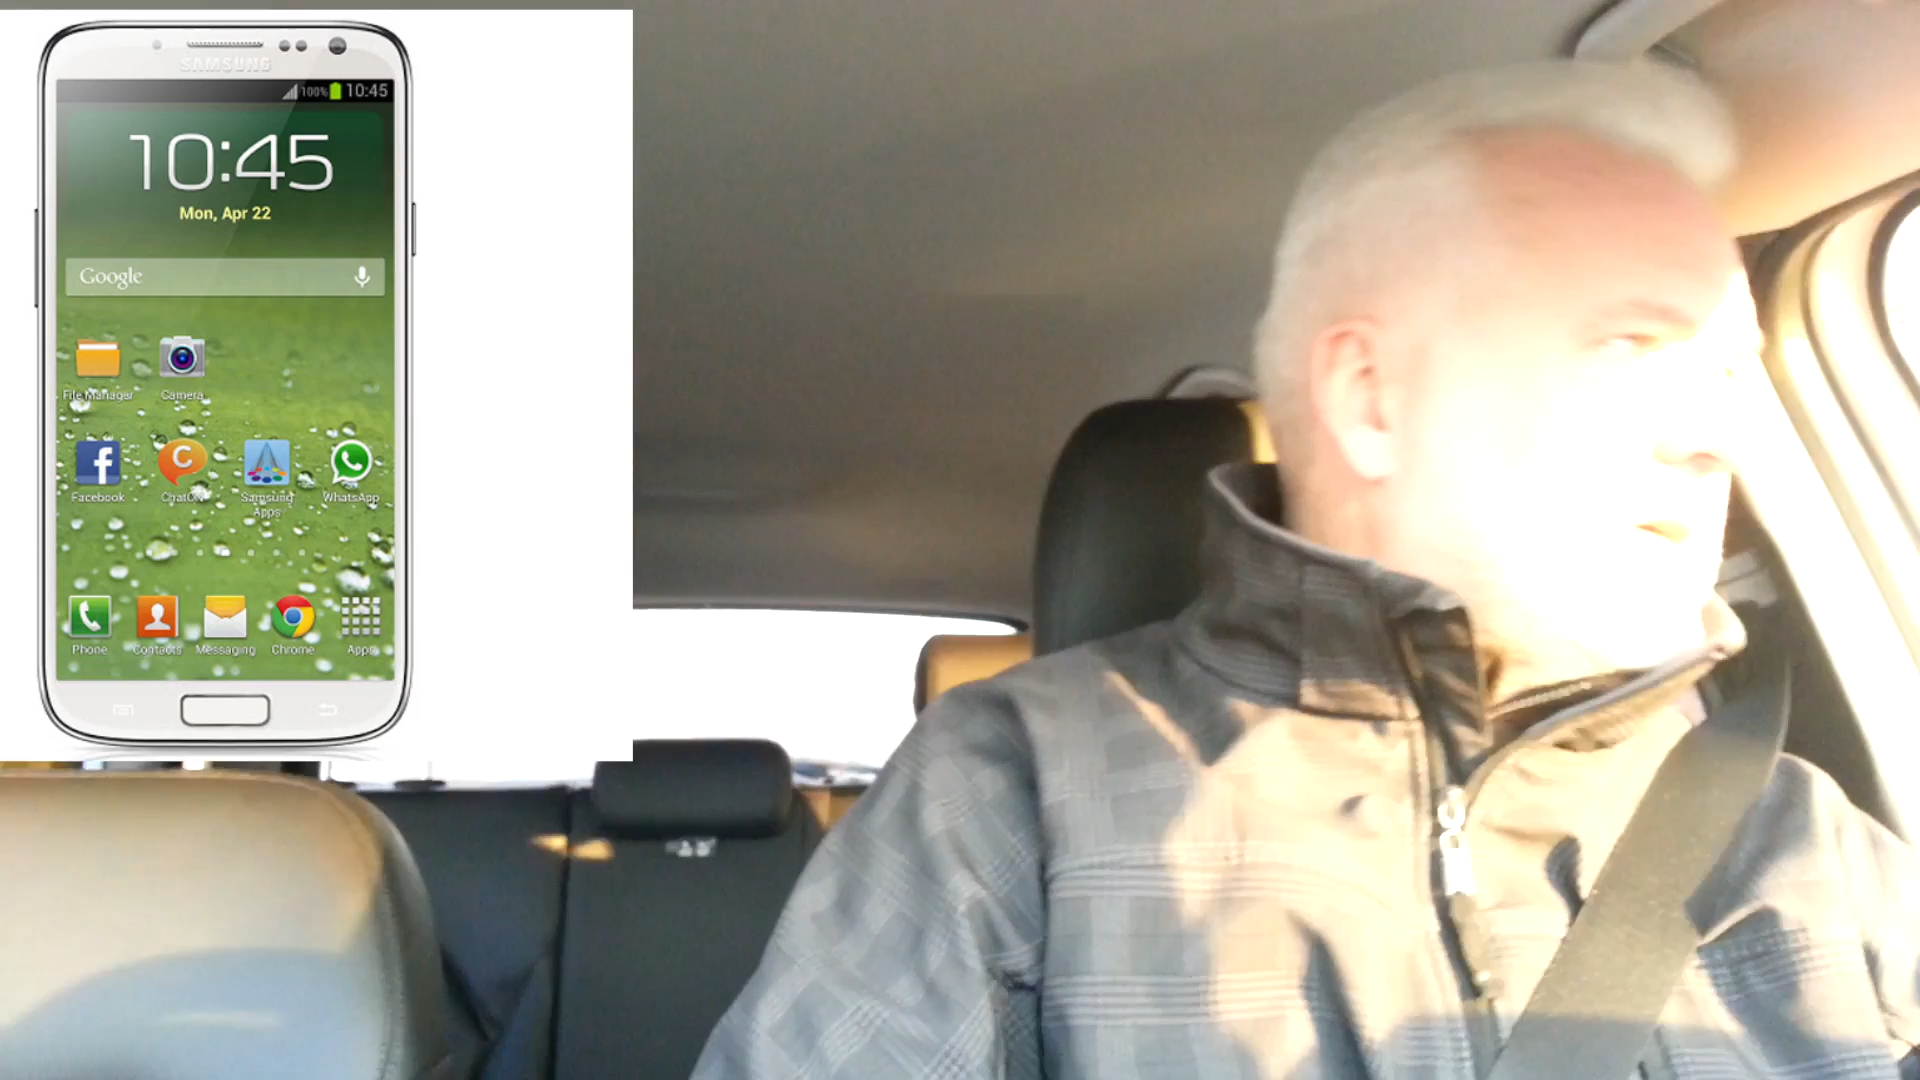 SAMSUNG
100% 10:45
10:45
Mon, Apr 22
Google
File Manager Camera
Facebook ChatON Samsung Apps WhatsApp
Phone Contacts Messaging Chrome Apps